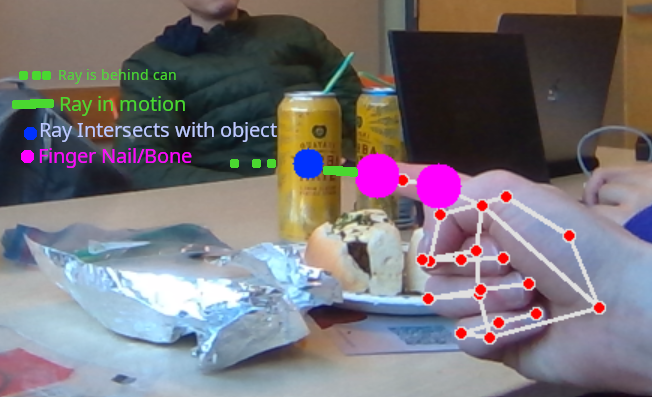 Ray is behind can
Ray in motion
Ray Intersects with object
Finger Nail/Bone